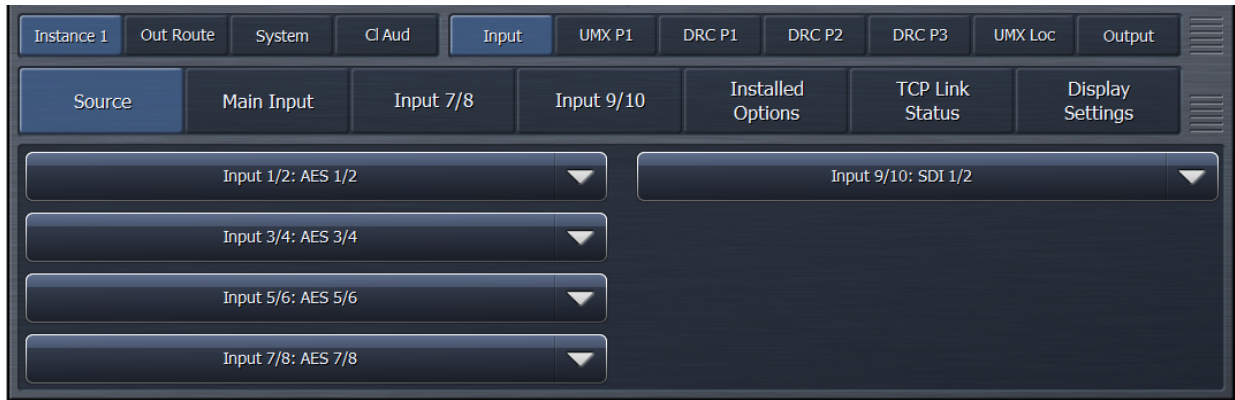 Instance 1 Out Route System Cl Aud Input UMX P1 DRC P1 DRC P2 DRC P3 UMX Loc Output
Source Main Input Input 7/8 Input 9/10 Installed Options TCP Link Status Display Settings
Input 1/2: AES 1/2 Input 9/10: SDI 1/2
Input 3/4: AES 3/4
Input 5/6: AES 5/6
Input 7/8: AES 7/8